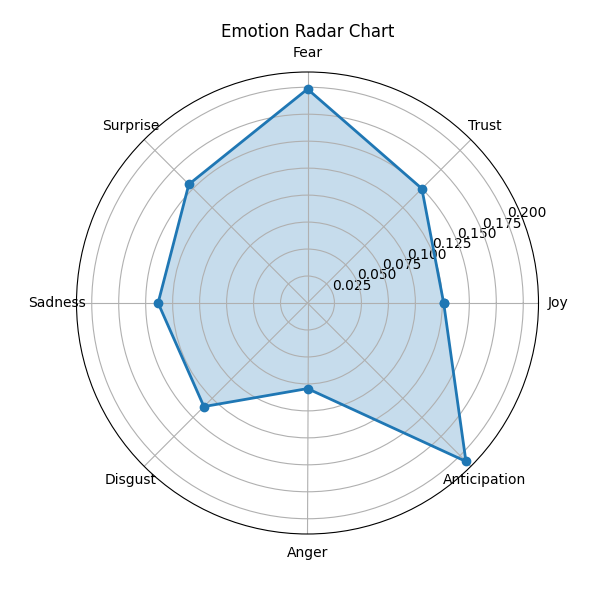 Emotion Radar Chart
Fear
Surprise
Trust
0.200
0.175
0.150
0.125
0.100
0.075
0.050
0.025
Sadness
Joy
Disgust
Anticipation
Anger